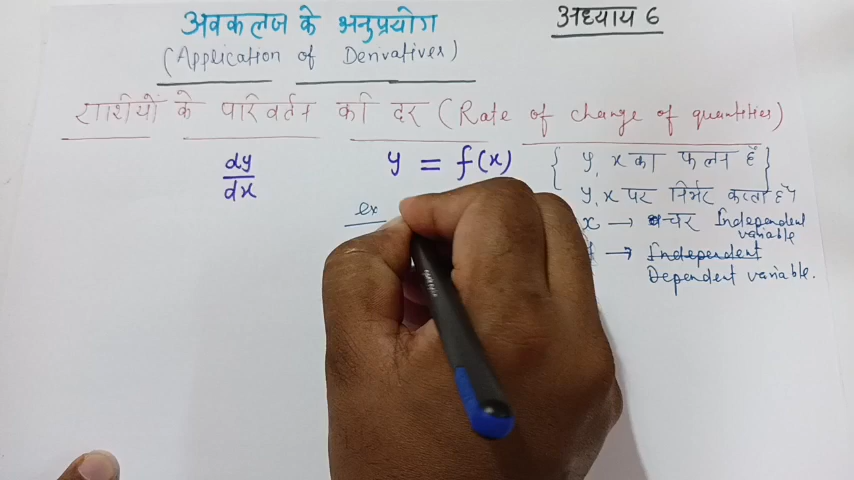 अवकलज के अनुप्रयोग
अध्याय 6
(Application of Derivatives)
राशियों के परिवर्तन की दर (Rate of change of quantities)
dy/dx
y = f(x)
{ y, x का फलन है }
y, x पर निर्भर करता है।
ex
x → चर Independent variable
→ Independent
Dependent variable.